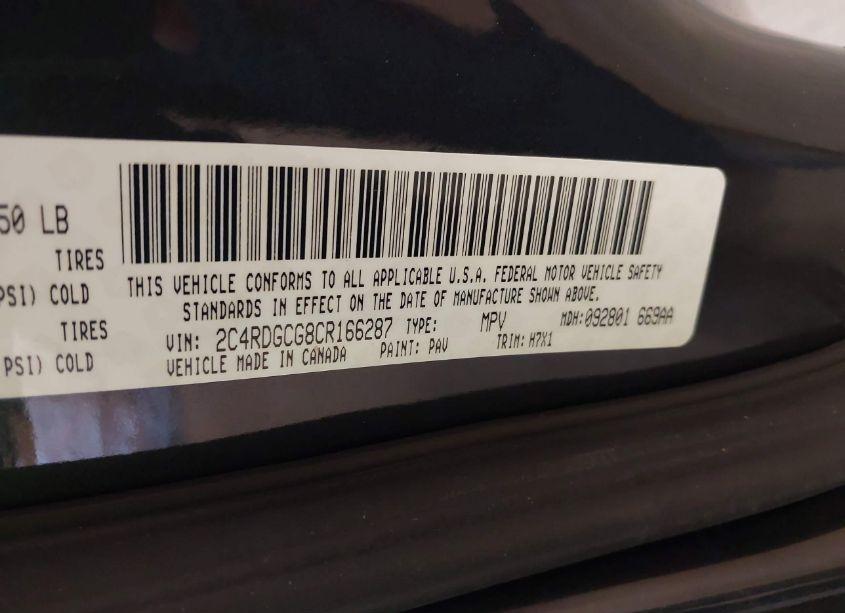 50 LB
TIRES
PSI) COLD
TIRES
PSI) COLD
THIS VEHICLE CONFORMS TO ALL APPLICABLE U.S.A. FEDERAL MOTOR VEHICLE SAFETY
STANDARDS IN EFFECT ON THE DATE OF MANUFACTURE SHOWN ABOVE.
VIN: 2C4RDGCG8CR166287 TYPE: MPV MDH:092801 669AA
VEHICLE MADE IN CANADA PAINT: PAV TRIM: H7X1